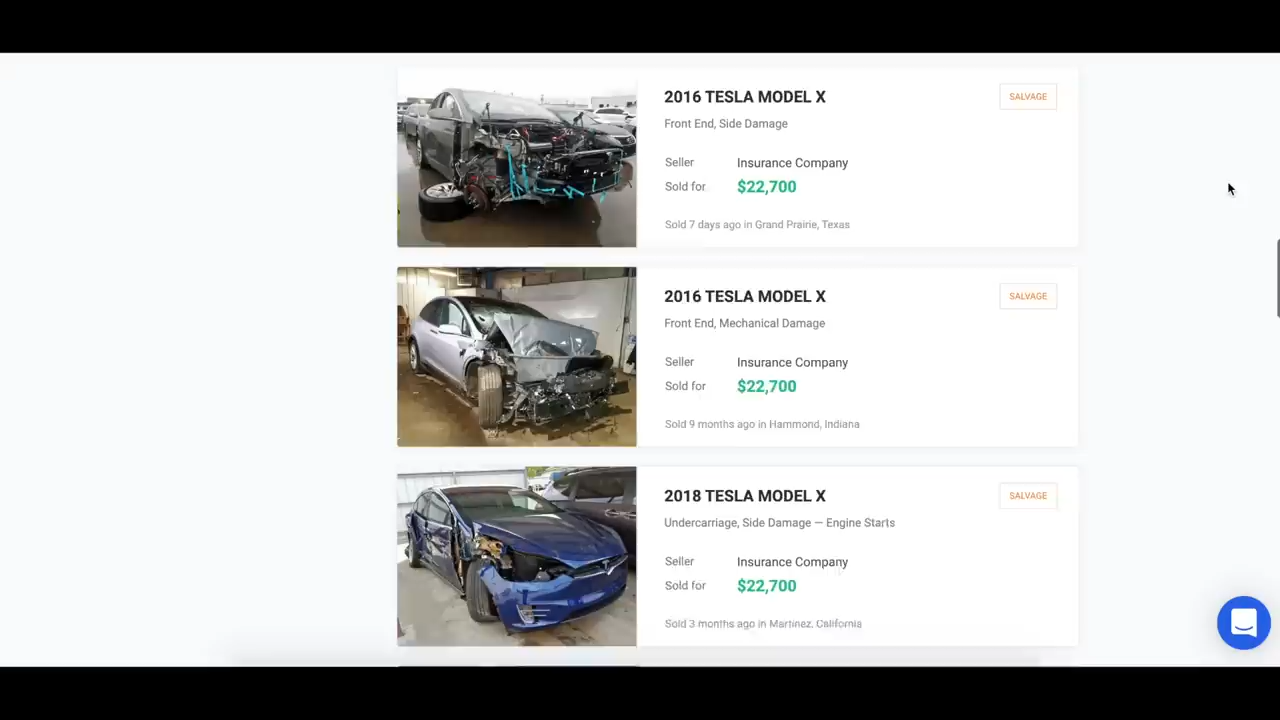 2016 TESLA MODEL X
SALVAGE
Front End, Side Damage
Seller Insurance Company
Sold for $22,700
Sold 7 days ago in Grand Prairie, Texas
2016 TESLA MODEL X
SALVAGE
Front End, Mechanical Damage
Seller Insurance Company
Sold for $22,700
Sold 9 months ago in Hammond, Indiana
2018 TESLA MODEL X
SALVAGE
Undercarriage, Side Damage — Engine Starts
Seller Insurance Company
Sold for $22,700
Sold 3 months ago in Martinez, California